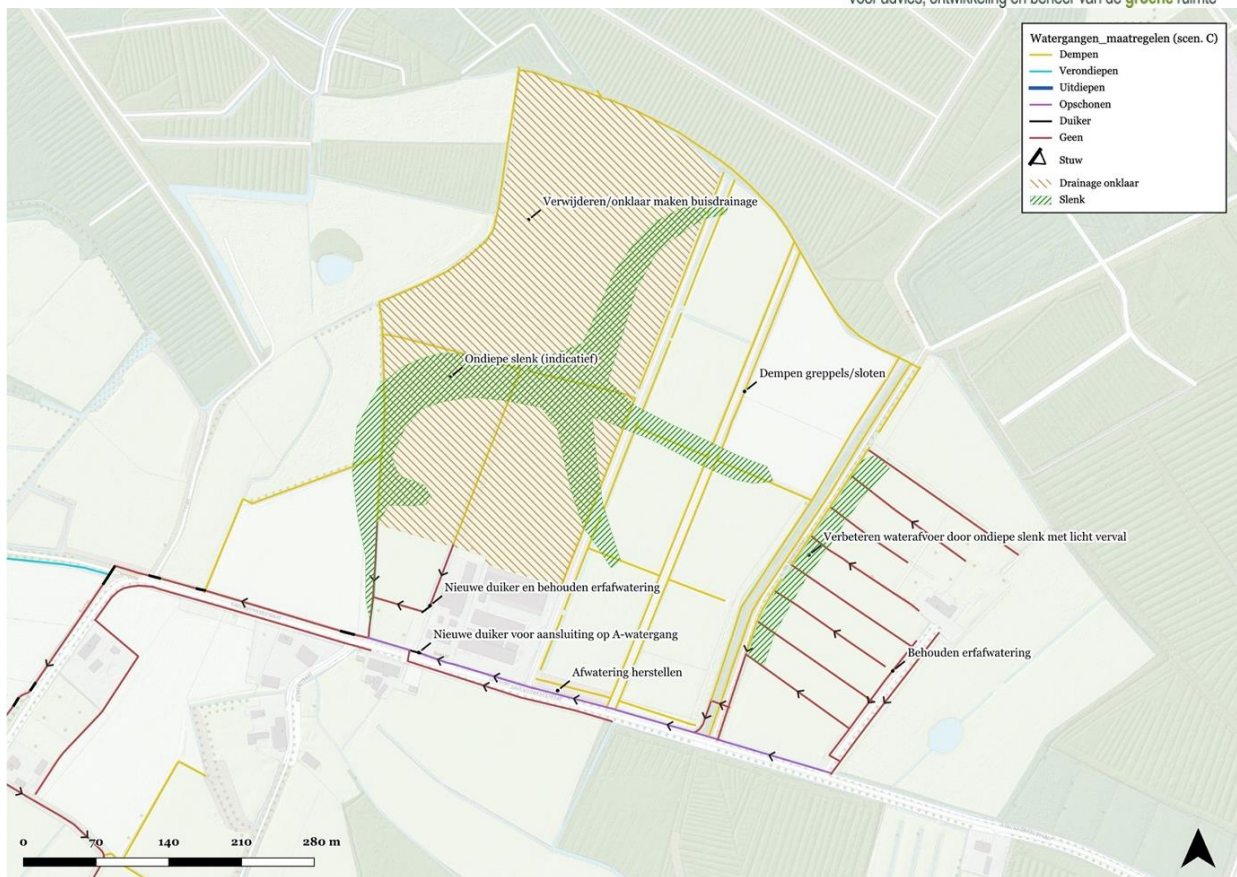 voor advies, ontwikkeling en beheer van de groene ruimte
Watergangen_maatregelen (scen. C)
Dempen
Verondiepen
Uitdiepen
Opschonen
Duiker
Geen
Stuw
Drainage onklaar
Slenk
Verwijderen/onklaar maken buisdrainage
Ondiepe slenk (indicatief)
Dempen greppels/sloten
Verbeteren waterafvoer door ondiepe slenk met licht verval
Nieuwe duiker en behouden erfafwatering
Nieuwe duiker voor aansluiting op A-watergang
Behouden erfafwatering
Afwatering herstellen
0 70 140 210 280 m